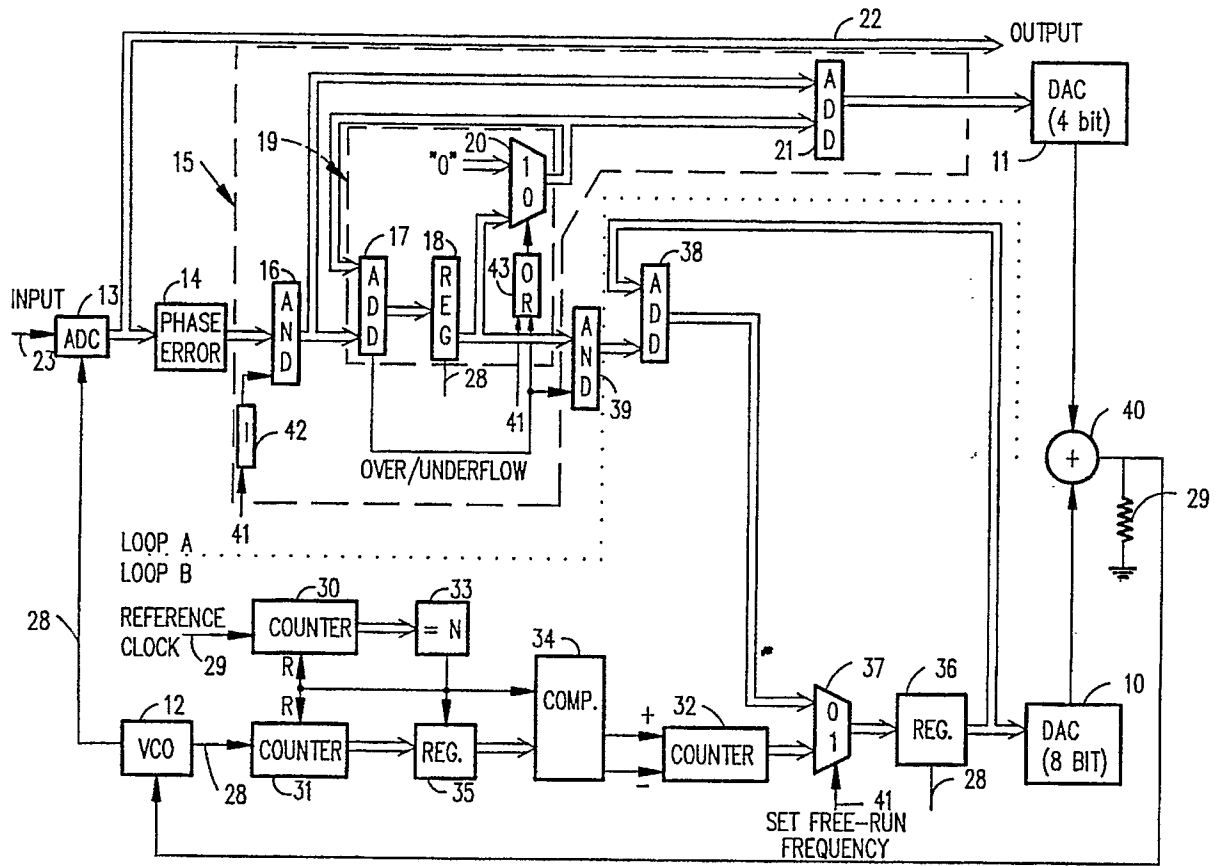 22
OUTPUT
DAC
(4 bit)
11
ADD
21
20
"0"
1
0
19
15
17
ADD
18
REG
43
OR
38
ADD
16
AND
14
PHASE
ERROR
INPUT
13
ADC
23
28
41
AND
39
42
I
41
OVER/UNDERFLOW
40
+
29
LOOP A
LOOP B
30
COUNTER
33
= N
REFERENCE
CLOCK
29
28
R
R
34
COMP.
37
0
1
36
REG.
10
DAC
(8 BIT)
12
VCO
28
COUNTER
31
REG.
35
+
-
32
COUNTER
28
41
SET FREE-RUN
FREQUENCY